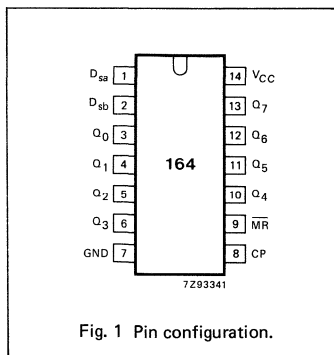 Dsa 1 14 VCC
Dsb 2 13 Q7
Q0 3 12 Q6
Q1 4 164 11 Q5
Q2 5 10 Q4
Q3 6 9 M̅R̅
GND 7 8 CP
7Z93341
Fig. 1 Pin configuration.